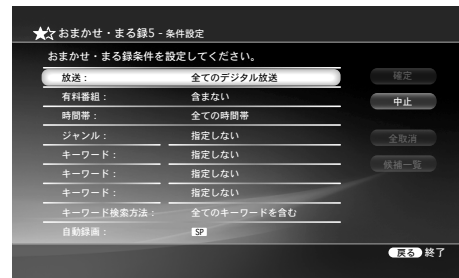 おまかせ・まる録5 - 条件設定
おまかせ・まる録条件を設定してください。
放送： 全てのデジタル放送
確定
有料番組： 含まない
中止
時間帯： 全ての時間帯
ジャンル： 指定しない
全取消
キーワード： 指定しない
候補一覧
キーワード： 指定しない
キーワード： 指定しない
キーワード検索方法： 全てのキーワードを含む
自動録画： SP
戻る 終了